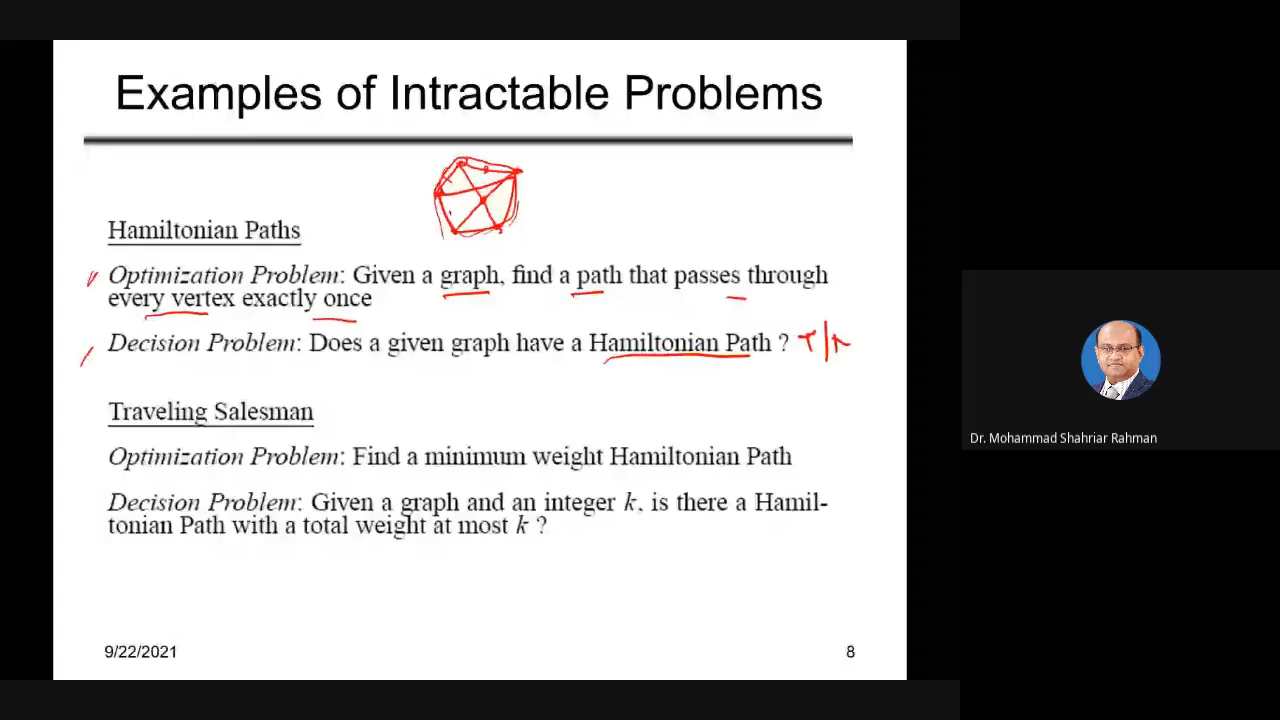 Examples of Intractable Problems
Hamiltonian Paths
Optimization Problem: Given a graph, find a path that passes through
every vertex exactly once
Decision Problem: Does a given graph have a Hamiltonian Path ?
Traveling Salesman
Optimization Problem: Find a minimum weight Hamiltonian Path
Decision Problem: Given a graph and an integer k, is there a Hamil-
tonian Path with a total weight at most k ?
9/22/2021
8
Dr. Mohammad Shahriar Rahman